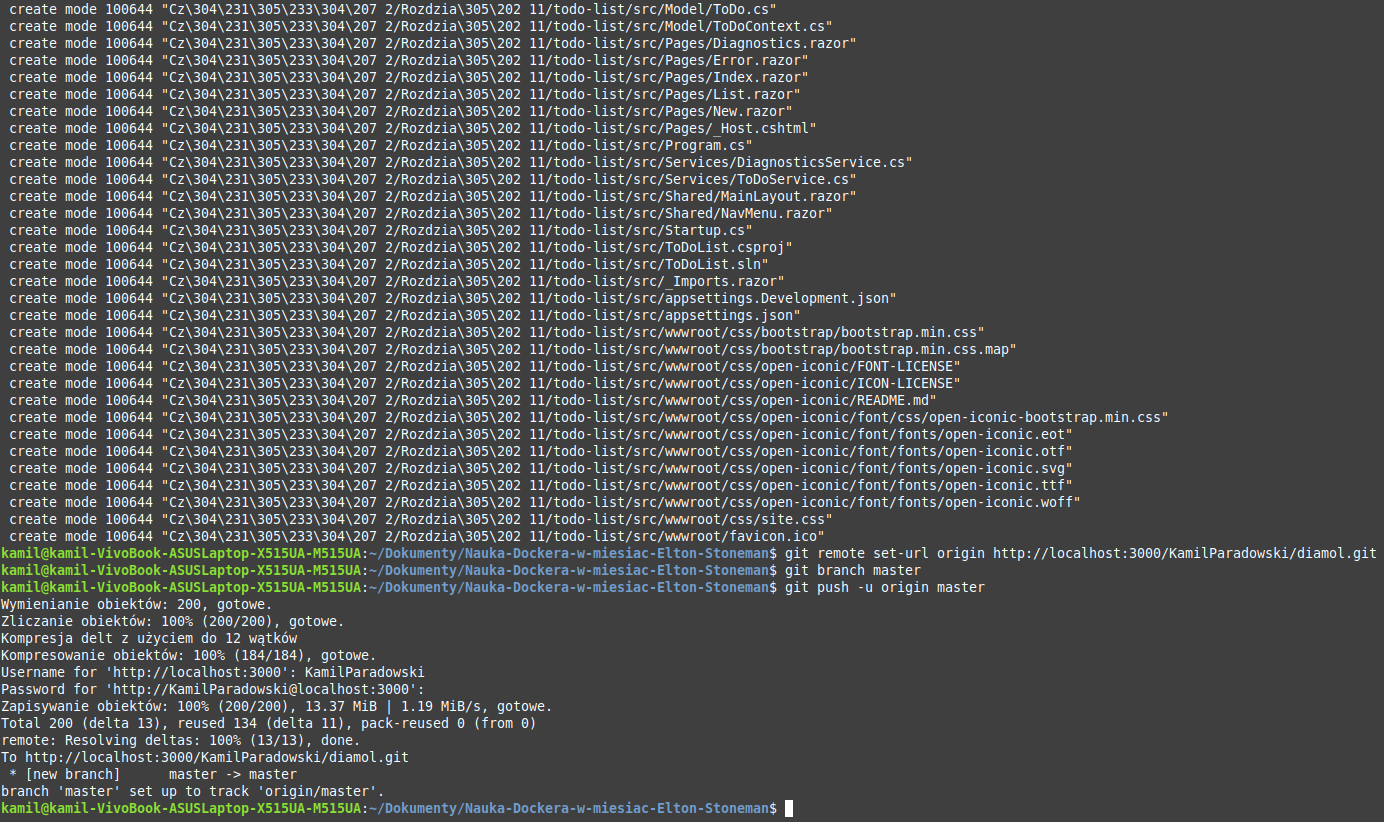 create mode 100644 "Cz\304\231\305\233\304\207 2/Rozdzia\305\202 11/todo-list/src/Model/ToDo.cs"
create mode 100644 "Cz\304\231\305\233\304\207 2/Rozdzia\305\202 11/todo-list/src/Model/ToDoContext.cs"
create mode 100644 "Cz\304\231\305\233\304\207 2/Rozdzia\305\202 11/todo-list/src/Pages/Diagnostics.razor"
create mode 100644 "Cz\304\231\305\233\304\207 2/Rozdzia\305\202 11/todo-list/src/Pages/Error.razor"
create mode 100644 "Cz\304\231\305\233\304\207 2/Rozdzia\305\202 11/todo-list/src/Pages/Index.razor"
create mode 100644 "Cz\304\231\305\233\304\207 2/Rozdzia\305\202 11/todo-list/src/Pages/List.razor"
create mode 100644 "Cz\304\231\305\233\304\207 2/Rozdzia\305\202 11/todo-list/src/Pages/New.razor"
create mode 100644 "Cz\304\231\305\233\304\207 2/Rozdzia\305\202 11/todo-list/src/Pages/_Host.cshtml"
create mode 100644 "Cz\304\231\305\233\304\207 2/Rozdzia\305\202 11/todo-list/src/Program.cs"
create mode 100644 "Cz\304\231\305\233\304\207 2/Rozdzia\305\202 11/todo-list/src/Services/DiagnosticsService.cs"
create mode 100644 "Cz\304\231\305\233\304\207 2/Rozdzia\305\202 11/todo-list/src/Services/ToDoService.cs"
create mode 100644 "Cz\304\231\305\233\304\207 2/Rozdzia\305\202 11/todo-list/src/Shared/MainLayout.razor"
create mode 100644 "Cz\304\231\305\233\304\207 2/Rozdzia\305\202 11/todo-list/src/Shared/NavMenu.razor"
create mode 100644 "Cz\304\231\305\233\304\207 2/Rozdzia\305\202 11/todo-list/src/Startup.cs"
create mode 100644 "Cz\304\231\305\233\304\207 2/Rozdzia\305\202 11/todo-list/src/ToDoList.csproj"
create mode 100644 "Cz\304\231\305\233\304\207 2/Rozdzia\305\202 11/todo-list/src/ToDoList.sln"
create mode 100644 "Cz\304\231\305\233\304\207 2/Rozdzia\305\202 11/todo-list/src/_Imports.razor"
create mode 100644 "Cz\304\231\305\233\304\207 2/Rozdzia\305\202 11/todo-list/src/appsettings.Development.json"
create mode 100644 "Cz\304\231\305\233\304\207 2/Rozdzia\305\202 11/todo-list/src/appsettings.json"
create mode 100644 "Cz\304\231\305\233\304\207 2/Rozdzia\305\202 11/todo-list/src/wwwroot/css/bootstrap/bootstrap.min.css"
create mode 100644 "Cz\304\231\305\233\304\207 2/Rozdzia\305\202 11/todo-list/src/wwwroot/css/bootstrap/bootstrap.min.css.map"
create mode 100644 "Cz\304\231\305\233\304\207 2/Rozdzia\305\202 11/todo-list/src/wwwroot/css/open-iconic/FONT-LICENSE"
create mode 100644 "Cz\304\231\305\233\304\207 2/Rozdzia\305\202 11/todo-list/src/wwwroot/css/open-iconic/ICON-LICENSE"
create mode 100644 "Cz\304\231\305\233\304\207 2/Rozdzia\305\202 11/todo-list/src/wwwroot/css/open-iconic/README.md"
create mode 100644 "Cz\304\231\305\233\304\207 2/Rozdzia\305\202 11/todo-list/src/wwwroot/css/open-iconic/font/css/open-iconic-bootstrap.min.css"
create mode 100644 "Cz\304\231\305\233\304\207 2/Rozdzia\305\202 11/todo-list/src/wwwroot/css/open-iconic/font/fonts/open-iconic.eot"
create mode 100644 "Cz\304\231\305\233\304\207 2/Rozdzia\305\202 11/todo-list/src/wwwroot/css/open-iconic/font/fonts/open-iconic.otf"
create mode 100644 "Cz\304\231\305\233\304\207 2/Rozdzia\305\202 11/todo-list/src/wwwroot/css/open-iconic/font/fonts/open-iconic.svg"
create mode 100644 "Cz\304\231\305\233\304\207 2/Rozdzia\305\202 11/todo-list/src/wwwroot/css/open-iconic/font/fonts/open-iconic.ttf"
create mode 100644 "Cz\304\231\305\233\304\207 2/Rozdzia\305\202 11/todo-list/src/wwwroot/css/open-iconic/font/fonts/open-iconic.woff"
create mode 100644 "Cz\304\231\305\233\304\207 2/Rozdzia\305\202 11/todo-list/src/wwwroot/css/site.css"
create mode 100644 "Cz\304\231\305\233\304\207 2/Rozdzia\305\202 11/todo-list/src/wwwroot/favicon.ico"
kamil@kamil-VivoBook-ASUSLaptop-X515UA-M515UA:~/Dokumenty/Nauka-Dockera-w-miesiac-Elton-Stoneman$ git remote set-url origin http://localhost:3000/KamilParadowski/diamol.git
kamil@kamil-VivoBook-ASUSLaptop-X515UA-M515UA:~/Dokumenty/Nauka-Dockera-w-miesiac-Elton-Stoneman$ git branch master
kamil@kamil-VivoBook-ASUSLaptop-X515UA-M515UA:~/Dokumenty/Nauka-Dockera-w-miesiac-Elton-Stoneman$ git push -u origin master
Wymienianie obiektów: 200, gotowe.
Zliczanie obiektów: 100% (200/200), gotowe.
Kompresja delt z użyciem do 12 wątków
Kompresowanie obiektów: 100% (184/184), gotowe.
Username for 'http://localhost:3000': KamilParadowski
Password for 'http://KamilParadowski@localhost:3000':
Zapisywanie obiektów: 100% (200/200), 13.37 MiB | 1.19 MiB/s, gotowe.
Total 200 (delta 13), reused 134 (delta 11), pack-reused 0 (from 0)
remote: Resolving deltas: 100% (13/13), done.
To http://localhost:3000/KamilParadowski/diamol.git
* [new branch]      master -> master
branch 'master' set up to track 'origin/master'.
kamil@kamil-VivoBook-ASUSLaptop-X515UA-M515UA:~/Dokumenty/Nauka-Dockera-w-miesiac-Elton-Stoneman$